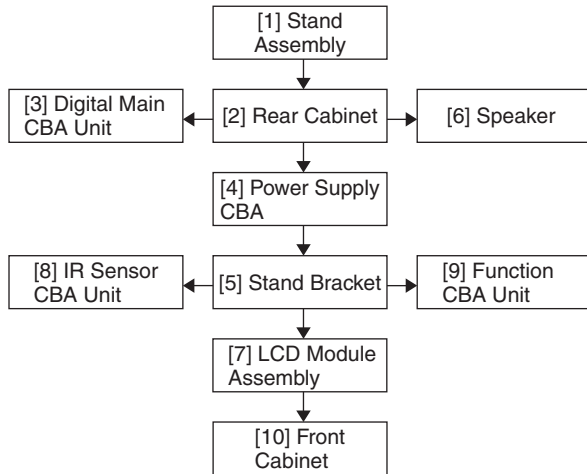 [1] Stand
Assembly
[3] Digital Main
CBA Unit
[2] Rear Cabinet
[6] Speaker
[4] Power Supply
CBA
[8] IR Sensor
CBA Unit
[5] Stand Bracket
[9] Function
CBA Unit
[7] LCD Module
Assembly
[10] Front
Cabinet